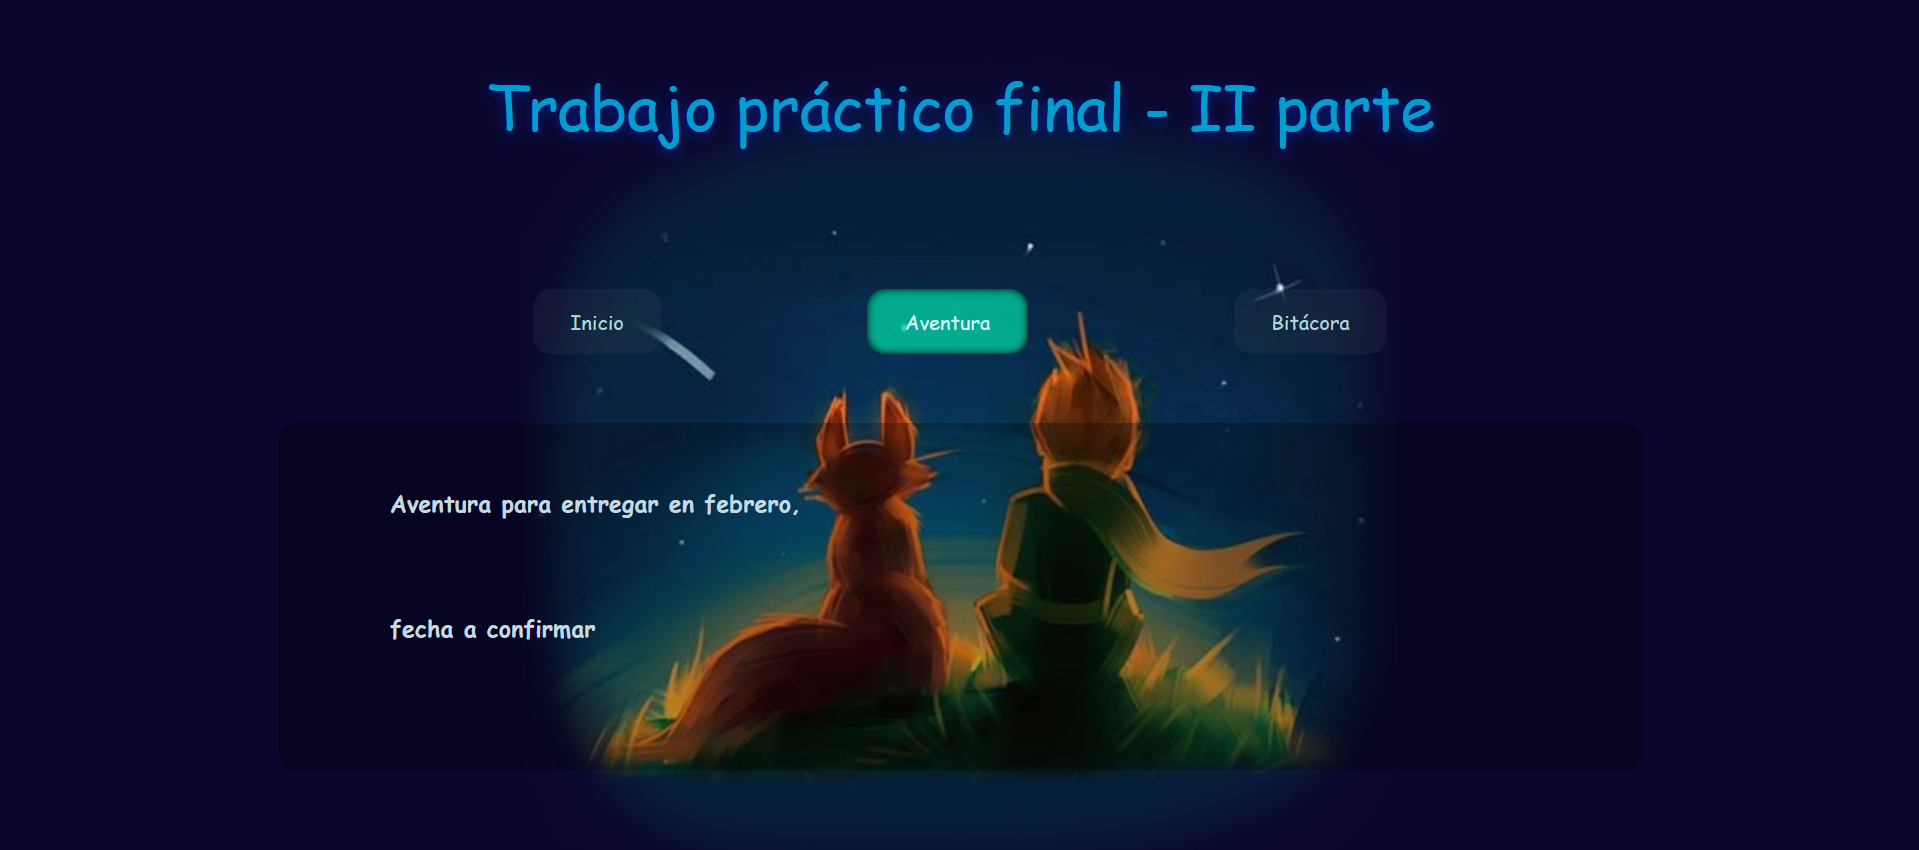 Trabajo práctico final - II parte
Inicio
Aventura
Bitácora
Aventura para entregar en febrero,
fecha a confirmar